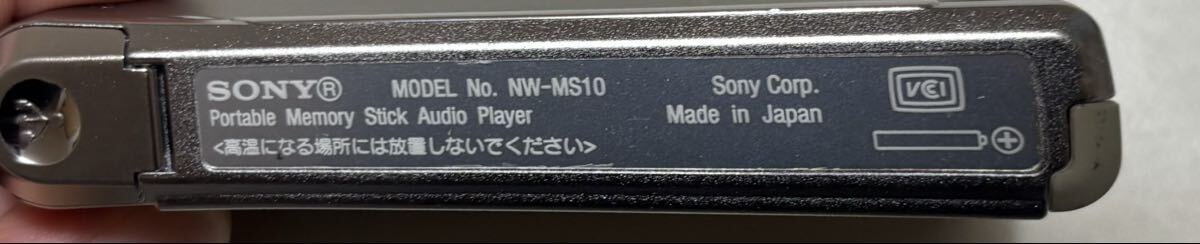 SONY® MODEL No. NW-MS10 Sony Corp.
Portable Memory Stick Audio Player Made in Japan
<高温になる場所には放置しないでください>
VCI
⊕